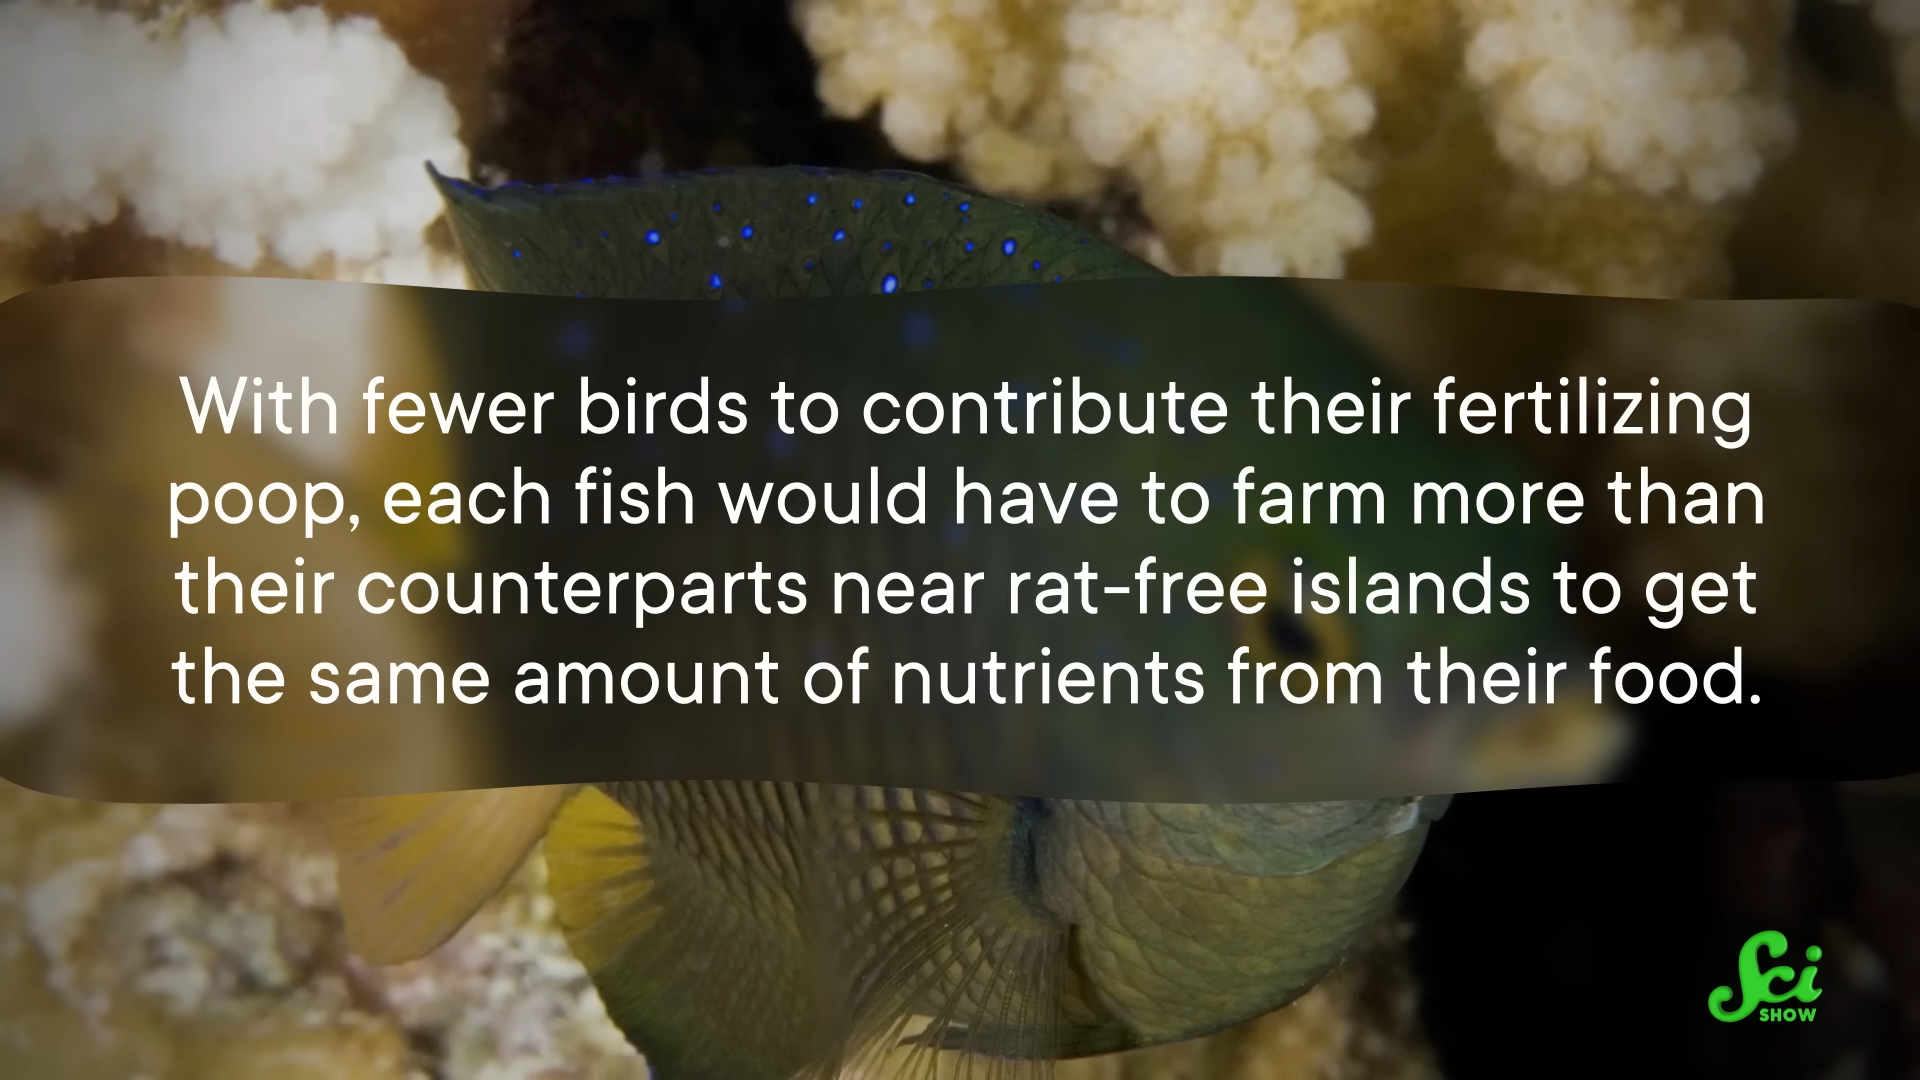 With fewer birds to contribute their fertilizing
poop, each fish would have to farm more than
their counterparts near rat-free islands to get
the same amount of nutrients from their food.
Sci
SHOW